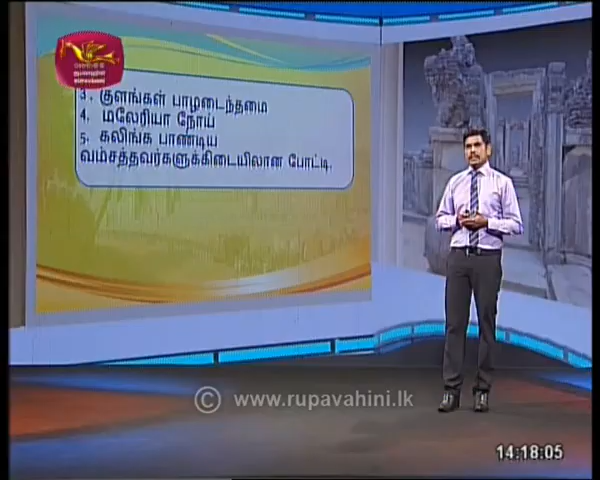 3. குளங்கள் பாழடைந்தமை
4. மலேரியா நோய்
5. கலிங்க பாண்டிய
வம்சத்தவர்களுக்கிடையிலான போட்டி.
© www.rupavahini.lk
14:18:05